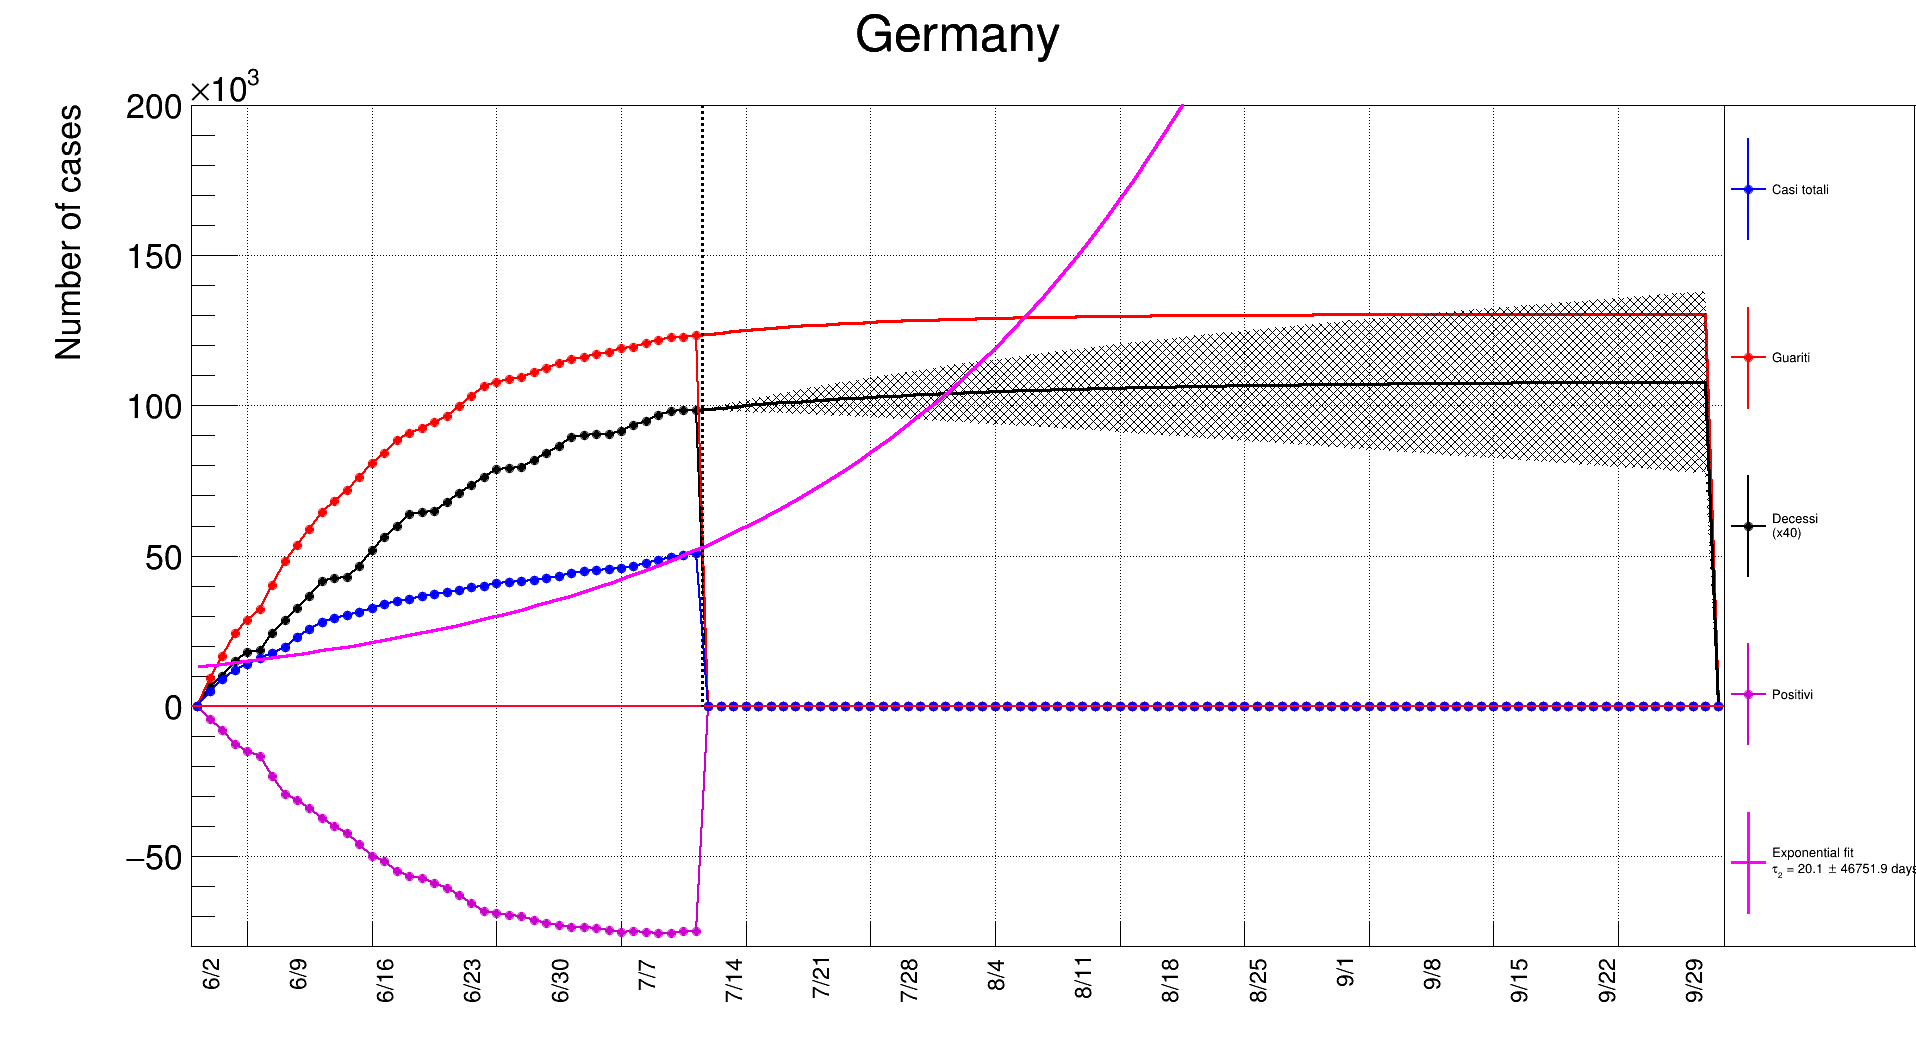 Germany
×10³
Number of cases
200
150
100
50
0
−50
6/2 6/9 6/16 6/23 6/30 7/7 7/14 7/21 7/28 8/4 8/11 8/18 8/25 9/1 9/8 9/15 9/22 9/29
Casi totali
Guariti
Decessi
(x40)
Positivi
Exponential fit
τ₂ = 20.1 ± 46751.9 days